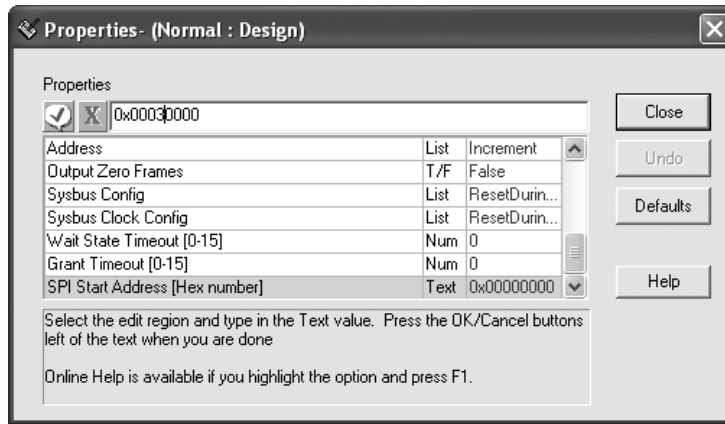 Properties- (Normal : Design)
Properties
X 0x00030000
Close
Address List Increment
Undo
Output Zero Frames T/F False
Sysbus Config List ResetDurin...
Defaults
Sysbus Clock Config List ResetDurin...
Wait State Timeout [0-15] Num 0
Grant Timeout [0-15] Num 0
SPI Start Address [Hex number] Text 0x00000000
Help
Select the edit region and type in the Text value. Press the OK/Cancel buttons
left of the text when you are done
Online Help is available if you highlight the option and press F1.